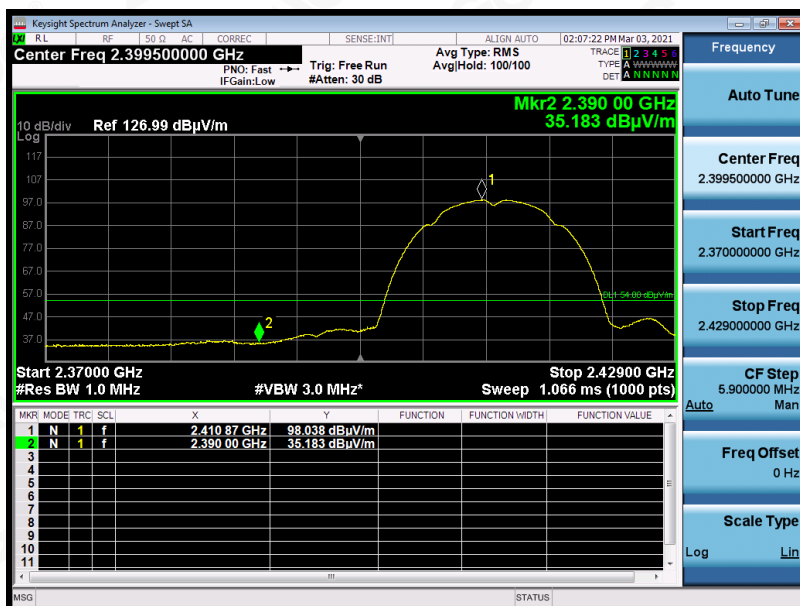 Keysight Spectrum Analyzer - Swept SA
LXI RL RF 50 Ω AC CORREC SENSE:INT ALIGN AUTO 02:07:22 PM Mar 03, 2021
Center Freq 2.399500000 GHz
PNO: Fast
IFGain:Low
Trig: Free Run
#Atten: 30 dB
Avg Type: RMS
Avg|Hold: 100/100
TRACE 1 2 3 4 5 6
TYPE A WWWWW
DET A N N N N N
Mkr2 2.390 00 GHz
35.183 dBµV/m
10 dB/div Ref 126.99 dBµV/m
Log
117
107
97.0
87.0
77.0
67.0
57.0
47.0
37.0
1
2
DL1 54.00 dBµV/m
Start 2.37000 GHz Stop 2.42900 GHz
#Res BW 1.0 MHz #VBW 3.0 MHz* Sweep 1.066 ms (1000 pts)
MKR MODE TRC SCL X Y FUNCTION FUNCTION WIDTH FUNCTION VALUE
1 N 1 f 2.410 87 GHz 98.038 dBµV/m
2 N 1 f 2.390 00 GHz 35.183 dBµV/m
3
4
5
6
7
8
9
10
11
MSG STATUS
Frequency
Auto Tune
Center Freq
2.399500000 GHz
Start Freq
2.370000000 GHz
Stop Freq
2.429000000 GHz
CF Step
5.900000 MHz
Auto Man
Freq Offset
0 Hz
Scale Type
Log Lin